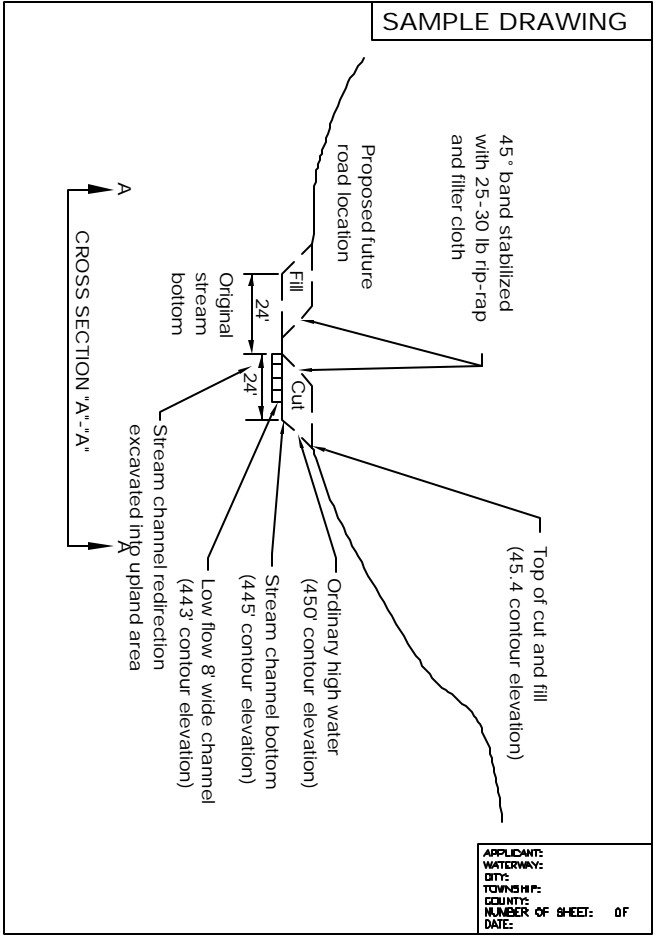 SAMPLE DRAWING
45° band stabilized
with 25-30 lb rip-rap
and filter cloth
Top of cut and fill
(45.4 contour elevation)
Proposed future
road location
Fill
Cut
24'
24'
Original
stream
bottom
Ordinary high water
(450' contour elevation)
Stream channel bottom
(445' contour elevation)
Low flow 8' wide channel
(443' contour elevation)
Stream channel redirection
excavated into upland area
A
A
CROSS SECTION "A"-"A"
APPLICANT:
WATERWAY:
CITY:
TOWNSHIP:
COUNTY:
NUMBER OF SHEET: OF
DATE: